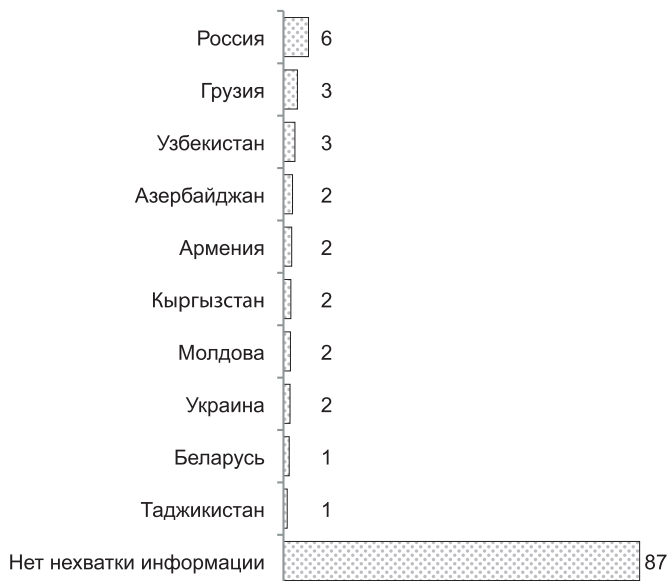 Россия 6
Грузия 3
Узбекистан 3
Азербайджан 2
Армения 2
Кыргызстан 2
Молдова 2
Украина 2
Беларусь 1
Таджикистан 1
Нет нехватки информации 87